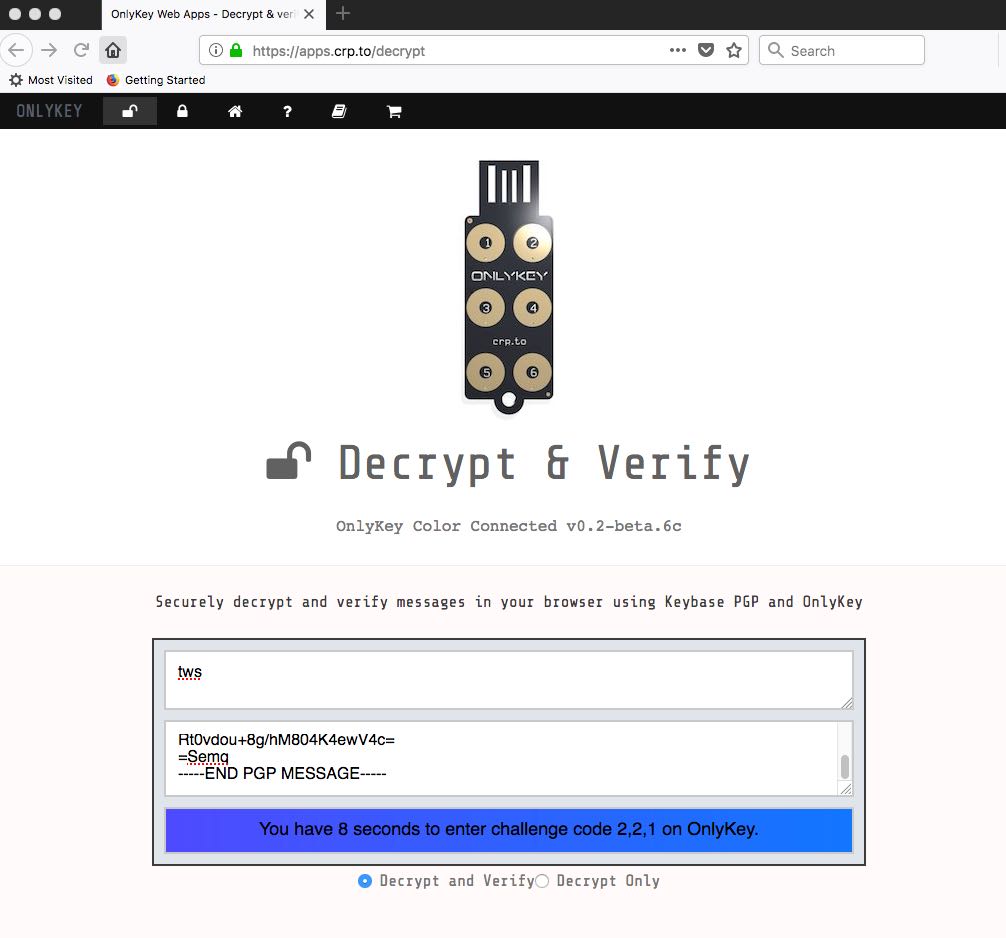 OnlyKey Web Apps - Decrypt & veri
https://apps.crp.to/decrypt
Search
Most Visited
Getting Started
ONLYKEY
?
1 2
ONLYKEY
3 4
crp.to
5 6
Decrypt & Verify
OnlyKey Color Connected v0.2-beta.6c
Securely decrypt and verify messages in your browser using Keybase PGP and OnlyKey
tws
Rt0vdou+8g/hM804K4ewV4c=
=Semq
-----END PGP MESSAGE-----
You have 8 seconds to enter challenge code 2,2,1 on OnlyKey.
Decrypt and Verify Decrypt Only